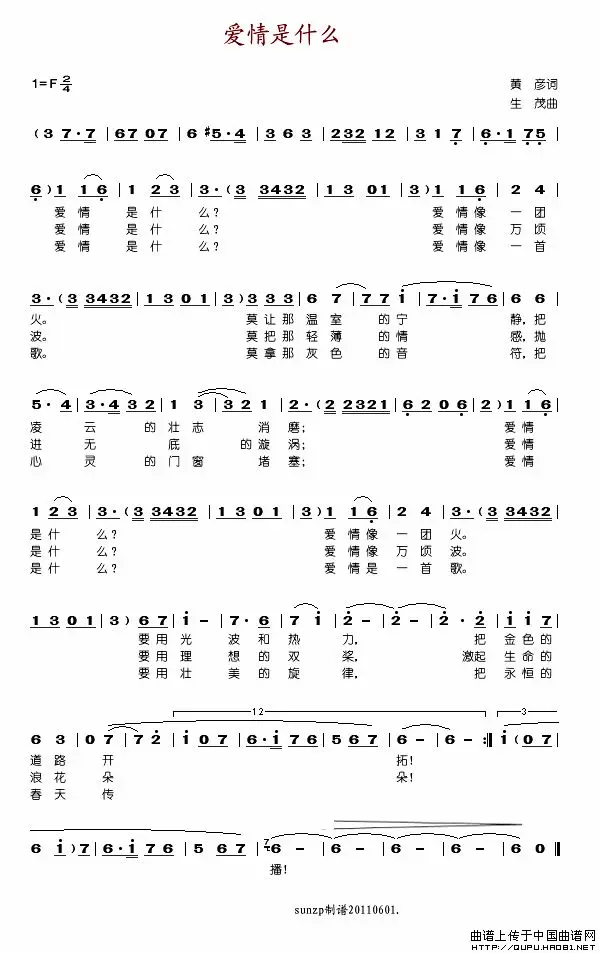 爱情是什么
1=F 2/4
黄 彦词
生 茂曲
(3 7·7 | 67 07 | 6 #5·4 | 3 6 3 | 232 12 | 3 1 7 | 6·1 75 |
6) 1 1 6 | 1 2 3 | 3·(3 3432 | 1 3 01 | 3) 1 1 6 | 2 4 |
爱 情 是 什 么? 爱 情 像 一 团
爱 情 是 什 么? 爱 情 像 万 顷
爱 情 是 什 么? 爱 情 像 一 首
3·(3 3432 | 1 3 0 1 | 3) 3 3 3 | 6 7 | 7 7 i | 7·i 7 6 |
火。 莫让那 温 室 的 宁 静,把
波。 莫把那 轻 薄 的 情 感,抛
歌。 莫拿那 灰 色 的 音 符,把
5·4 | 3·4 3 2 | 1 3 | 3 2 1 | 2·(2 2321 | 6 2 0 6 | 2) 1 1 6 |
凌 云 的 壮 志 消 磨; 爱 情
进 无 底 的 漩 涡; 爱 情
心 灵 的 门 窗 堵 塞; 爱 情
1 2 3 | 3·(3 3432 | 1 3 0 1 | 3) 1 1 6 | 2 4 | 3·(3 3432 |
是 什 么? 爱 情 像 一 团 火。
是 什 么? 爱 情 像 万 顷 波。
是 什 么? 爱 情 是 一 首 歌。
1 3 0 1 | 3) 6 7 | i - | 7·6 | 7 i | 2 - | 2 - | 2·2 | i i 7 |
要 用 光 波 和 热 力, 把 金 色 的
要 用 理 想 的 双 桨, 激起 生 命 的
要 用 壮 美 的 旋 律, 把 永 恒 的
12 3
6 3 | 0 7 | 7 2 | i 0 7 | 6·i 7 6 | 5 6 7 | 6 - | 6 - :‖ i (0 7 |
道 路 开 拓!
浪 花 朵 朵!
春 天 传
6 i) 7 | 6·i 7 6 | 5 6 7 | 7 6 - | 6 - | 6 - | 6 - | 6 0 ‖
播!
sunzp制谱20110601.
曲谱上传于中国曲谱网
http://QUPU.HAO81.NET